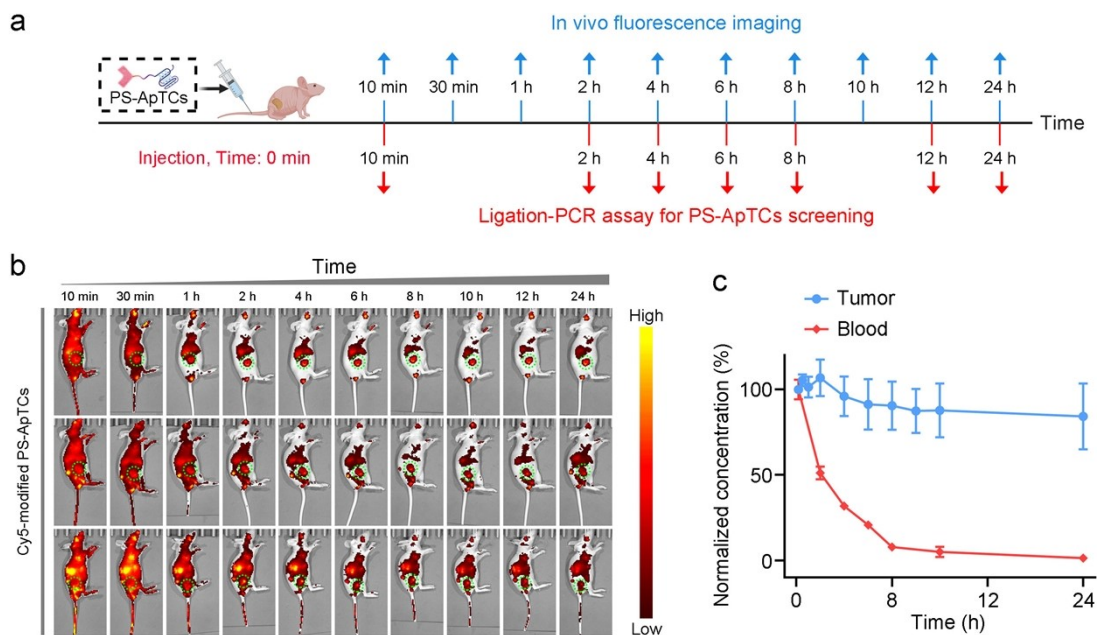 a
In vivo fluorescence imaging
PS-ApTCs
10 min 30 min 1 h 2 h 4 h 6 h 8 h 10 h 12 h 24 h
Time
Injection, Time: 0 min
10 min 2 h 4 h 6 h 8 h 12 h 24 h
Ligation-PCR assay for PS-ApTCs screening
b
Time
10 min 30 min 1 h 2 h 4 h 6 h 8 h 10 h 12 h 24 h
Cy5-modified PS-ApTCs
High
Low
c
Tumor
Blood
Normalized concentration (%)
100
50
0
0 8 12 24
Time (h)